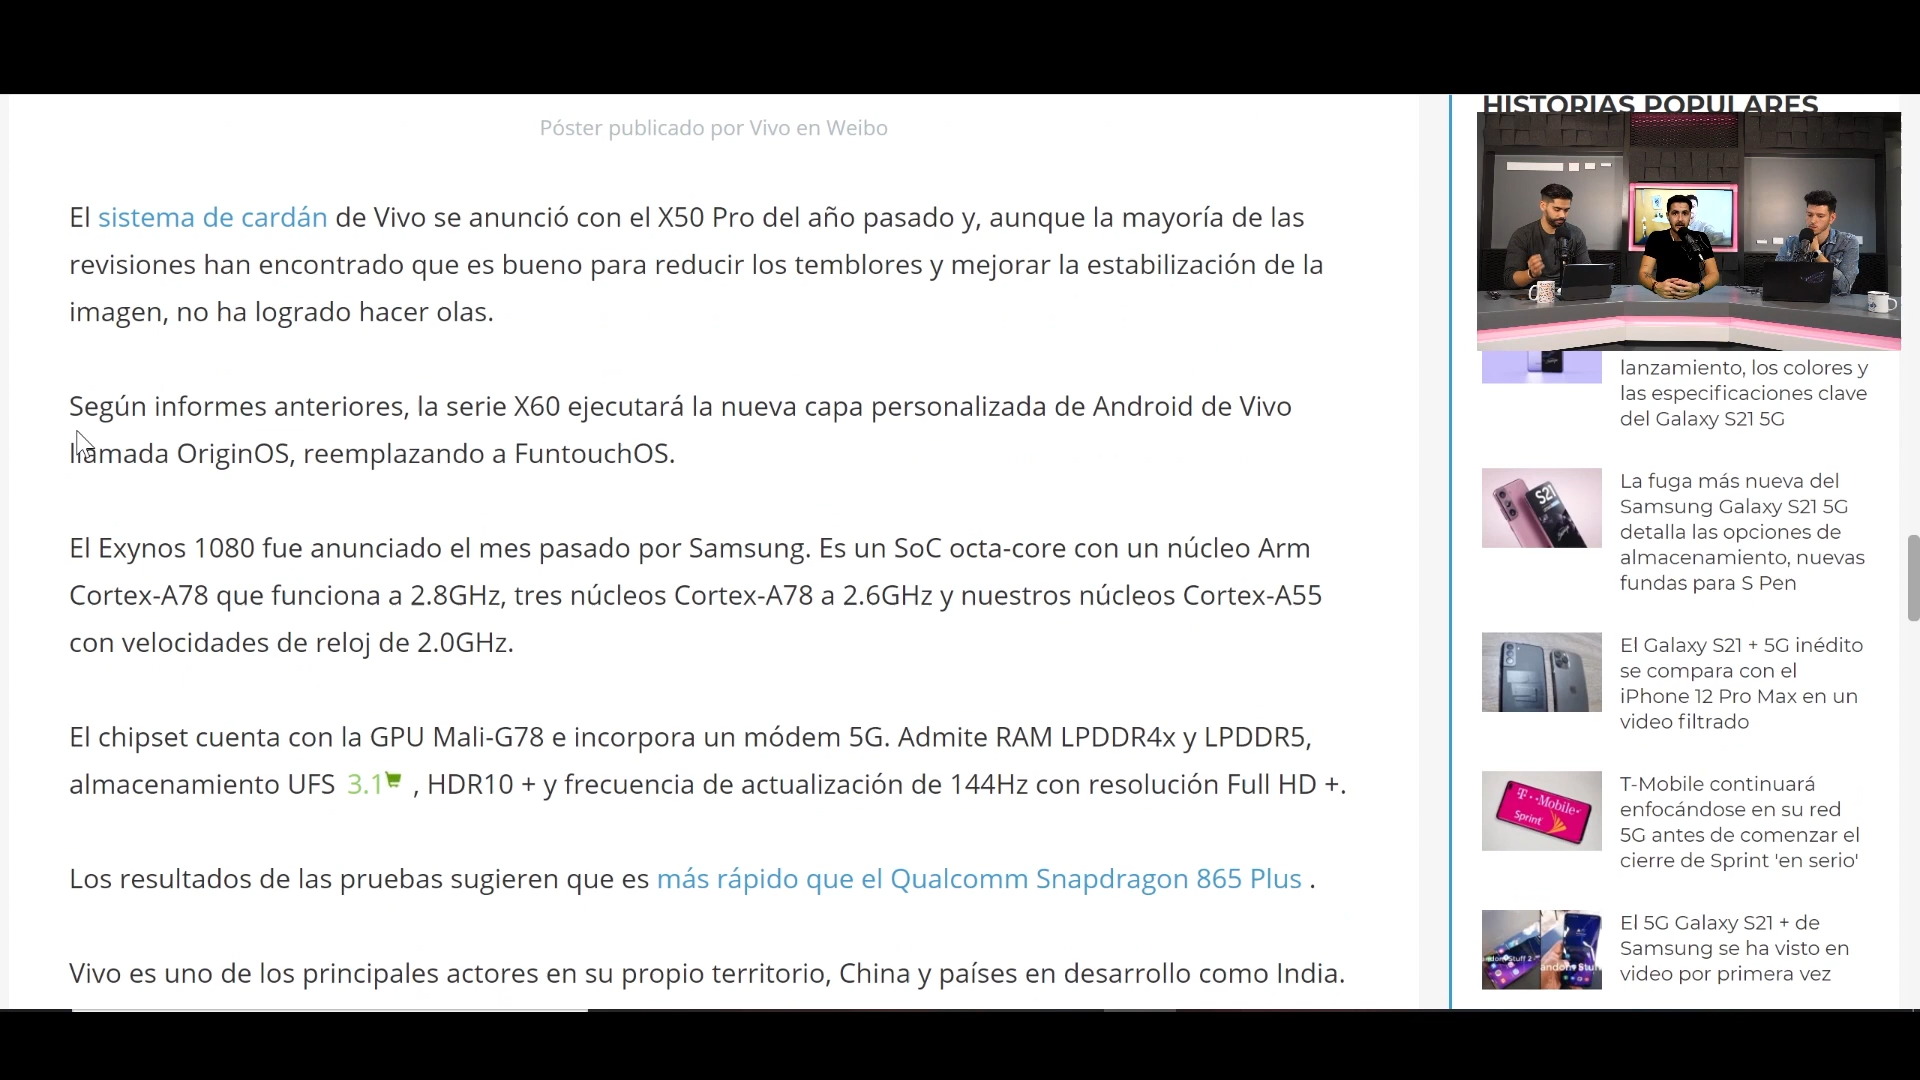 Póster publicado por Vivo en Weibo
El sistema de cardán de Vivo se anunció con el X50 Pro del año pasado y, aunque la mayoría de las
revisiones han encontrado que es bueno para reducir los temblores y mejorar la estabilización de la
imagen, no ha logrado hacer olas.
Según informes anteriores, la serie X60 ejecutará la nueva capa personalizada de Android de Vivo
llamada OriginOS, reemplazando a FuntouchOS.
El Exynos 1080 fue anunciado el mes pasado por Samsung. Es un SoC octa-core con un núcleo Arm
Cortex-A78 que funciona a 2.8GHz, tres núcleos Cortex-A78 a 2.6GHz y nuestros núcleos Cortex-A55
con velocidades de reloj de 2.0GHz.
El chipset cuenta con la GPU Mali-G78 e incorpora un módem 5G. Admite RAM LPDDR4x y LPDDR5,
almacenamiento UFS 3.1 , HDR10 + y frecuencia de actualización de 144Hz con resolución Full HD +.
Los resultados de las pruebas sugieren que es más rápido que el Qualcomm Snapdragon 865 Plus .
Vivo es uno de los principales actores en su propio territorio, China y países en desarrollo como India.
HISTORIAS POPULARES
lanzamiento, los colores y
las especificaciones clave
del Galaxy S21 5G
S21
La fuga más nueva del
Samsung Galaxy S21 5G
detalla las opciones de
almacenamiento, nuevas
fundas para S Pen
El Galaxy S21 + 5G inédito
se compara con el
iPhone 12 Pro Max en un
video filtrado
T-Mobile
Sprint
T-Mobile continuará
enfocándose en su red
5G antes de comenzar el
cierre de Sprint 'en serio'
El 5G Galaxy S21 + de
Samsung se ha visto en
video por primera vez